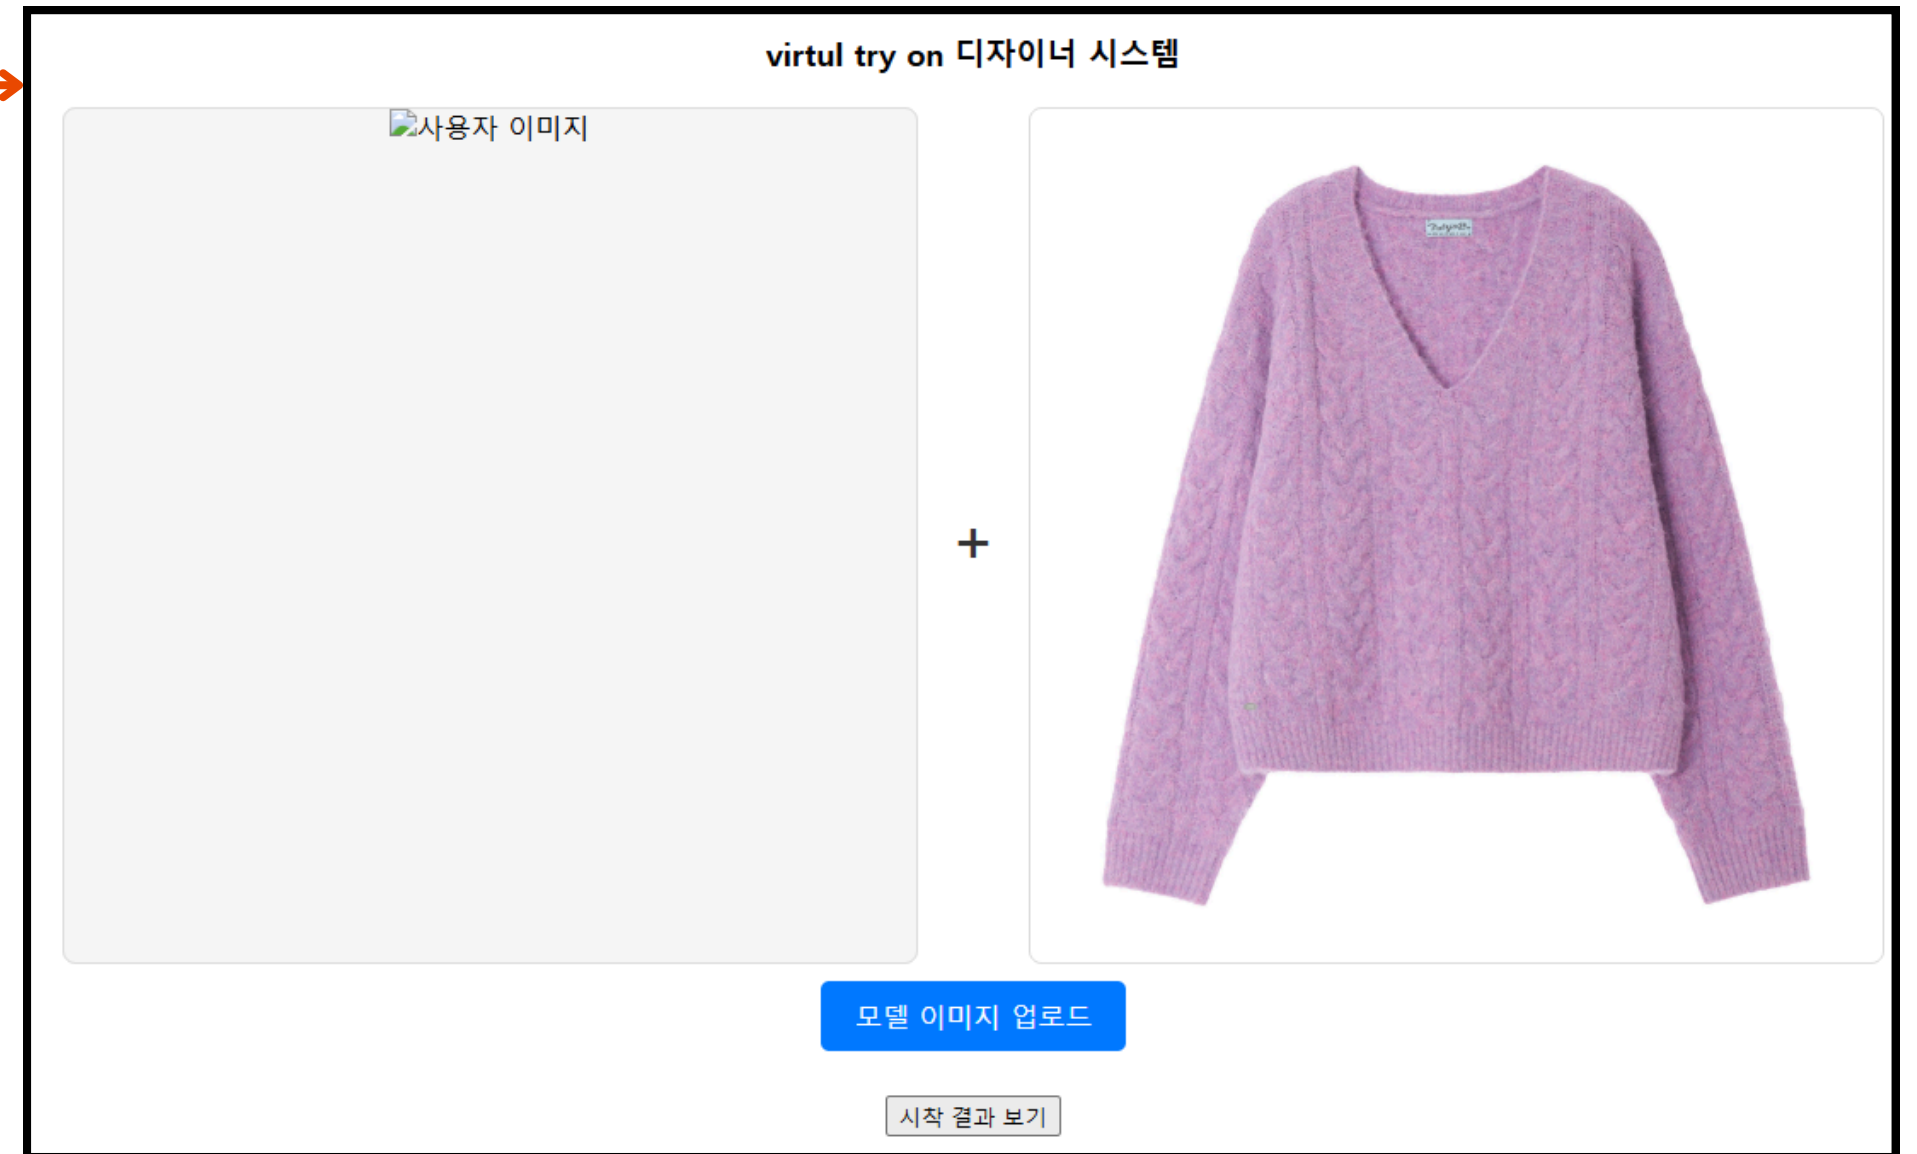 virtul try on 디자이너 시스템
사용자 이미지
+
모델 이미지 업로드
시착 결과 보기